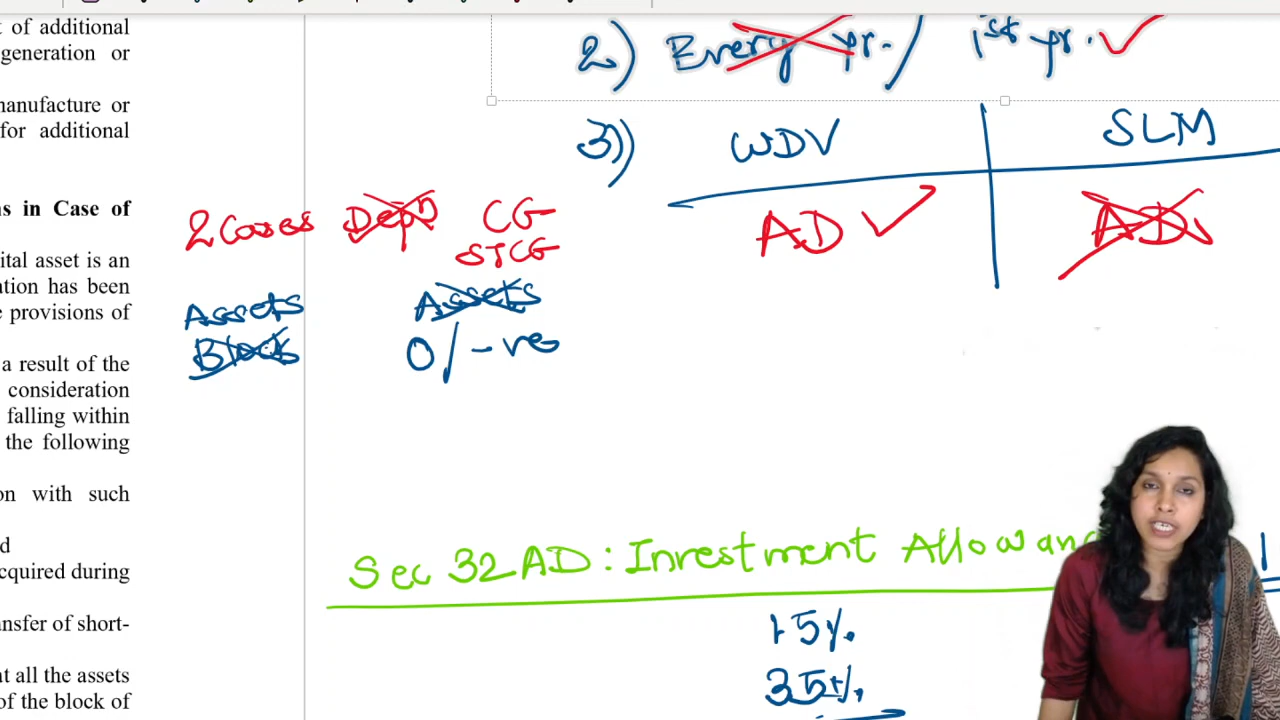 t of additional
generation or
nanufacture or
for additional
ns in Case of
ital asset is an
ation has been
e provisions of
a result of the
consideration
falling within
the following
on with such
d
cquired during
ansfer of short-
at all the assets
of the block of
2) Every yr. / 1st yr. ✓
3) WDV SLM
AD ✓ AD
2 Cases Depn CG
STCG
Assets Assets
Block 0/-ve
Sec 32AD: Investment Allowanc
15%
35%